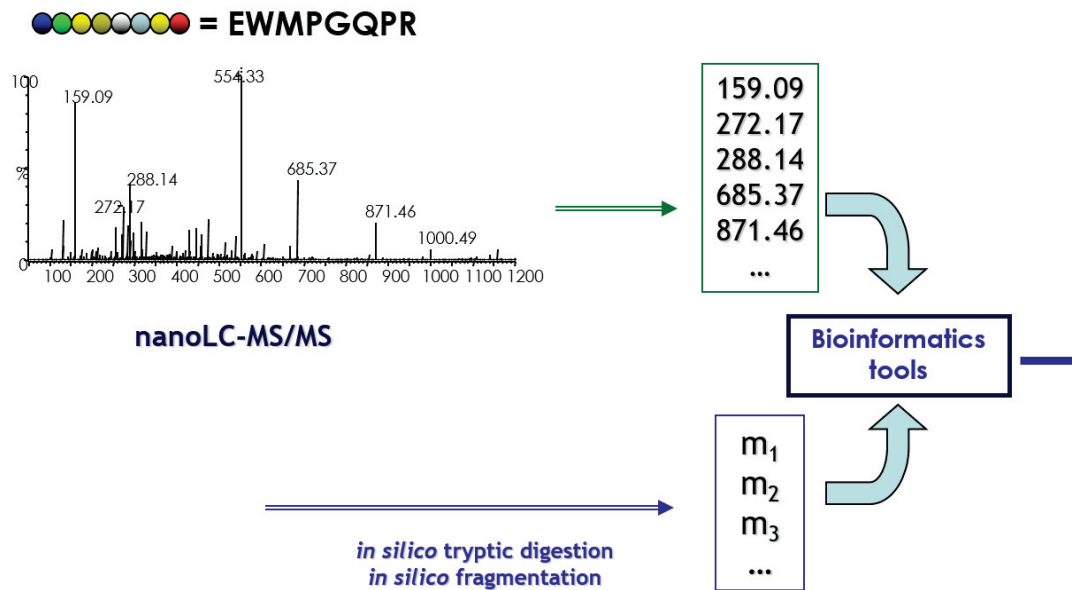 = EWMPGQPR
100
%
0
554.33
159.09
288.14
272.17
685.37
871.46
1000.49
100 200 300 400 500 600 700 800 900 1000 1100 1200
nanoLC-MS/MS
159.09
272.17
288.14
685.37
871.46
...
Bioinformatics
tools
m₁
m₂
m₃
...
in silico tryptic digestion
in silico fragmentation